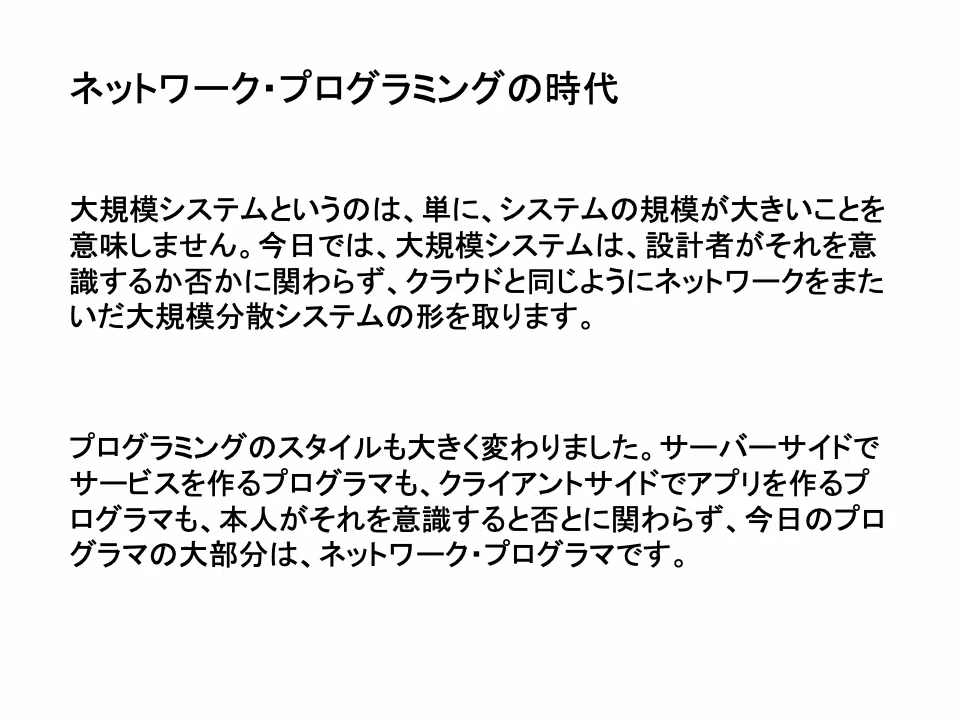 ネットワーク・プログラミングの時代
大規模システムというのは、単に、システムの規模が大きいことを
意味しません。今日では、大規模システムは、設計者がそれを意
識するか否かに関わらず、クラウドと同じようにネットワークをまた
いだ大規模分散システムの形を取ります。
プログラミングのスタイルも大きく変わりました。サーバーサイドで
サービスを作るプログラマも、クライアントサイドでアプリを作るプ
ログラマも、本人がそれを意識すると否とに関わらず、今日のプロ
グラマの大部分は、ネットワーク・プログラマです。